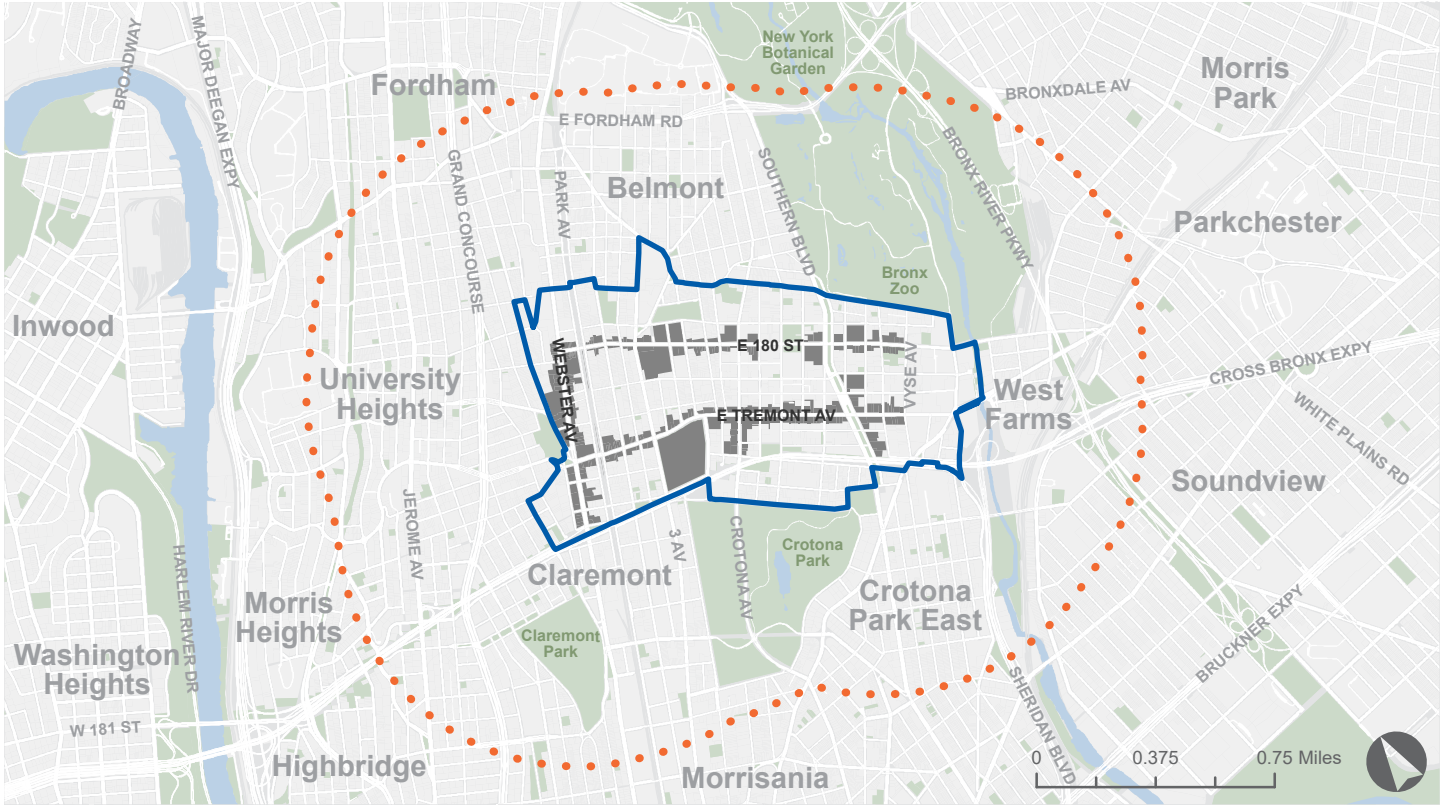 BROADWAY
MAJOR DEEGAN EXPY
Fordham
New York
Botanical
Garden
BRONXDALE AV
Morris
Park
E FORDHAM RD
GRAND CONCOURSE
PARK AV
Belmont
SOUTHERN BLVD
BRONX RIVER PKWY
Parkchester
Bronx
Zoo
Inwood
WEBSTER AV
E 180 ST
VYSE AV
CROSS BRONX EXPY
University
Heights
West
Farms
E TREMONT AV
WHITE PLAINS RD
Soundview
JEROME AV
3 AV
CROTONA AV
Crotona
Park
HARLEM RIVER DR
Claremont
Crotona
Park East
Morris
Heights
Claremont
Park
BRUCKNER EXPY
Washington
Heights
SHERIDAN BLVD
W 181 ST
Highbridge
Morrisania
0 0.375 0.75 Miles